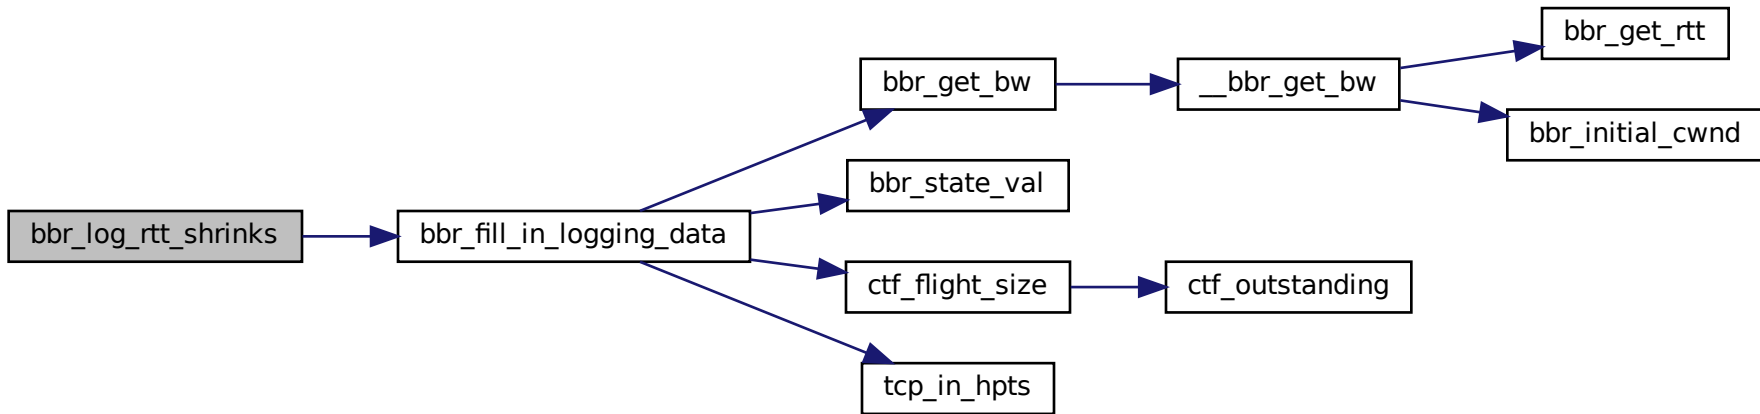 bbr_log_rtt_shrinks
bbr_fill_in_logging_data
bbr_get_bw
__bbr_get_bw
bbr_get_rtt
bbr_initial_cwnd
bbr_state_val
ctf_flight_size
ctf_outstanding
tcp_in_hpts